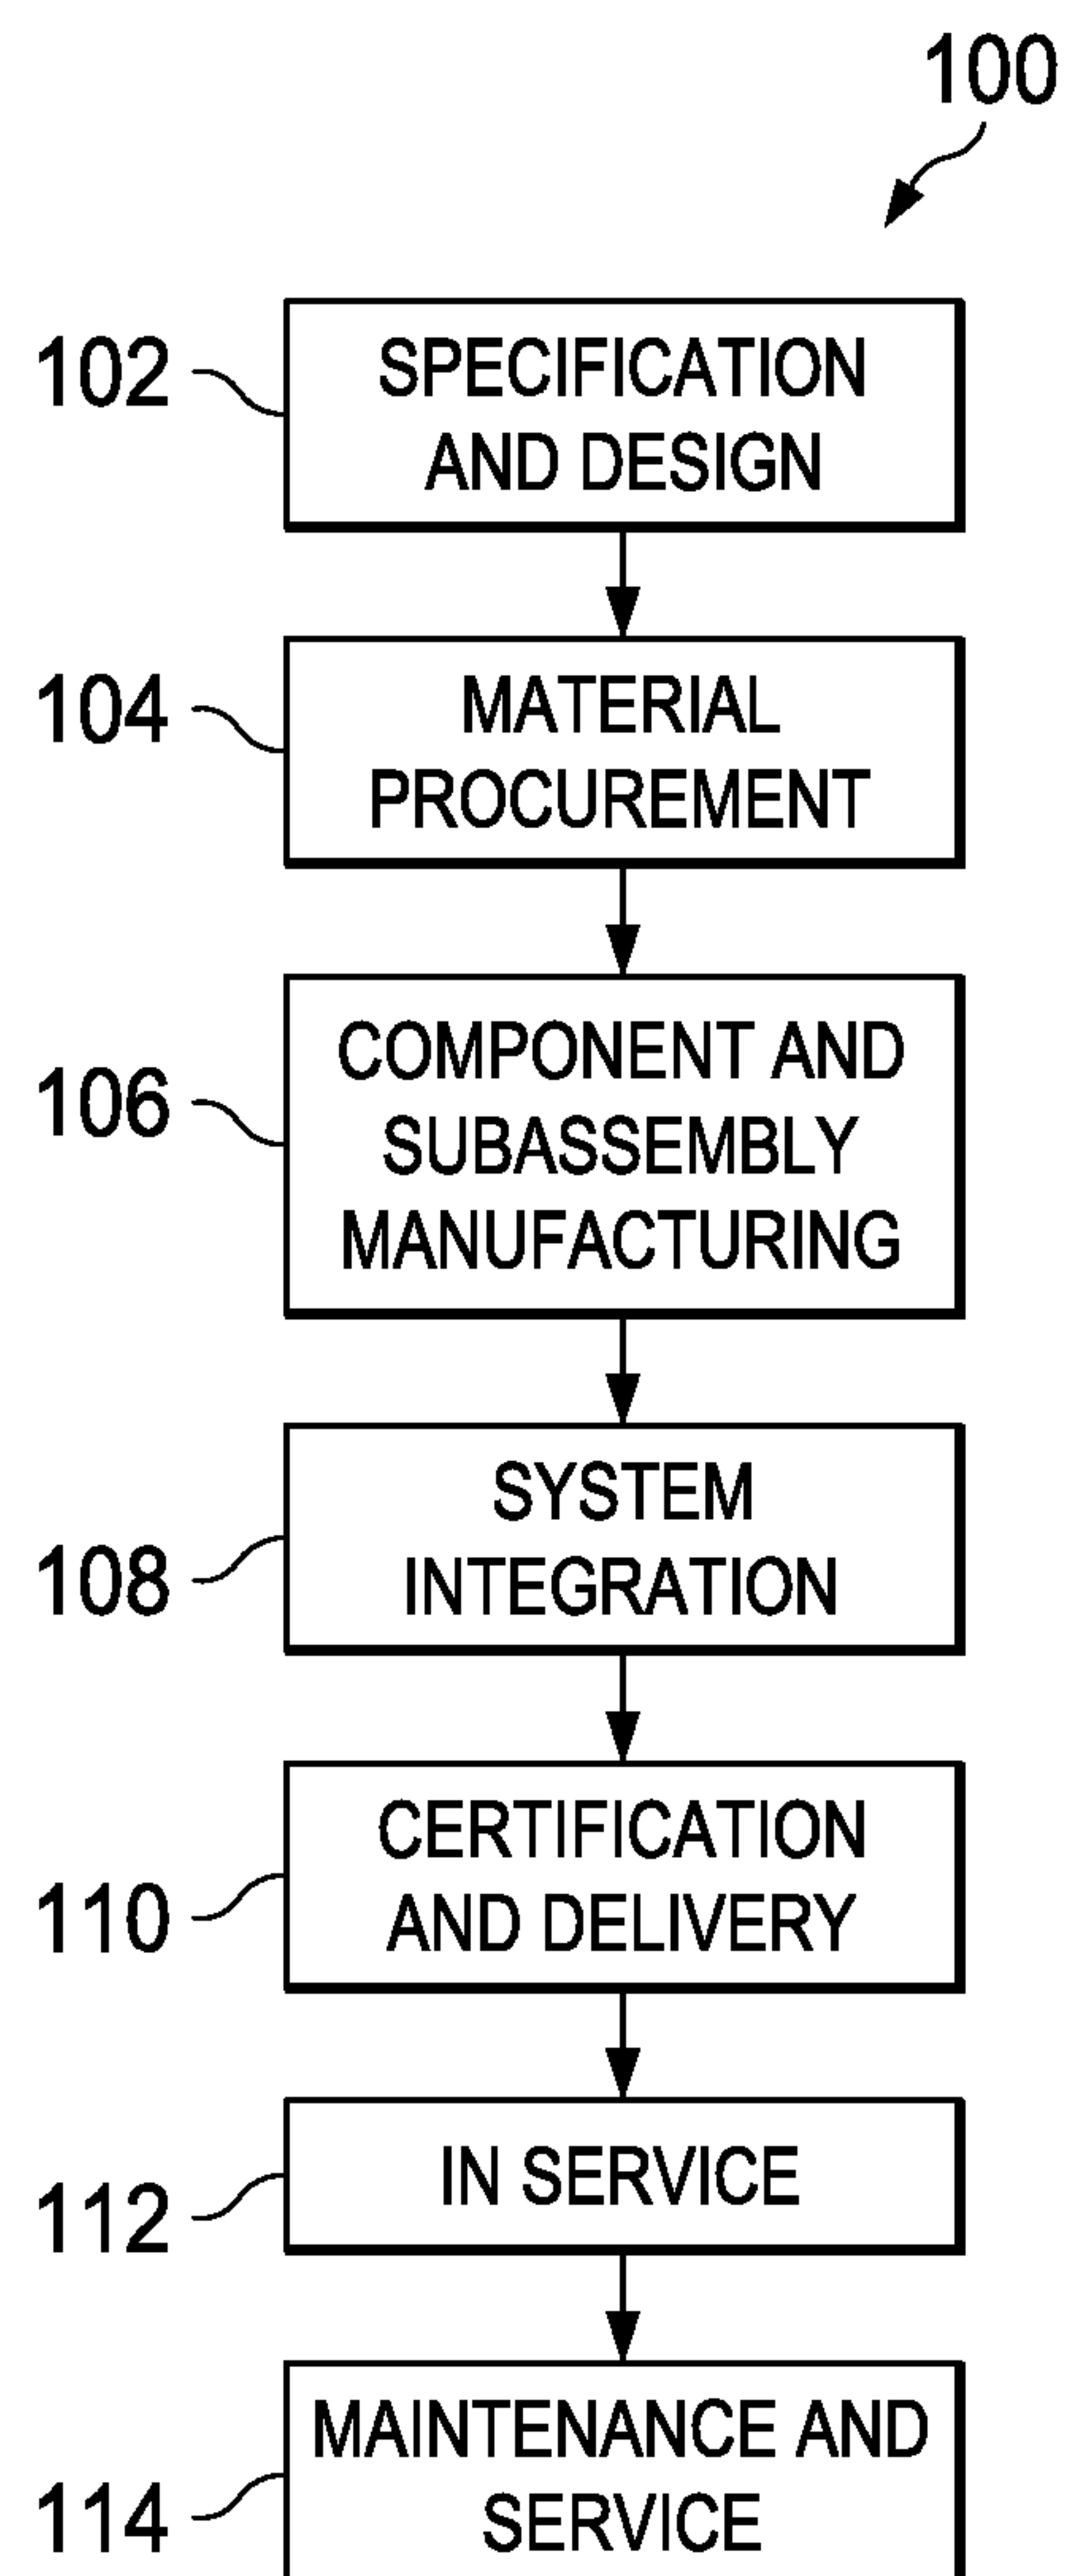 100
102
SPECIFICATION
AND DESIGN
104
MATERIAL
PROCUREMENT
106
COMPONENT AND
SUBASSEMBLY
MANUFACTURING
108
SYSTEM
INTEGRATION
110
CERTIFICATION
AND DELIVERY
112
IN SERVICE
114
MAINTENANCE AND
SERVICE